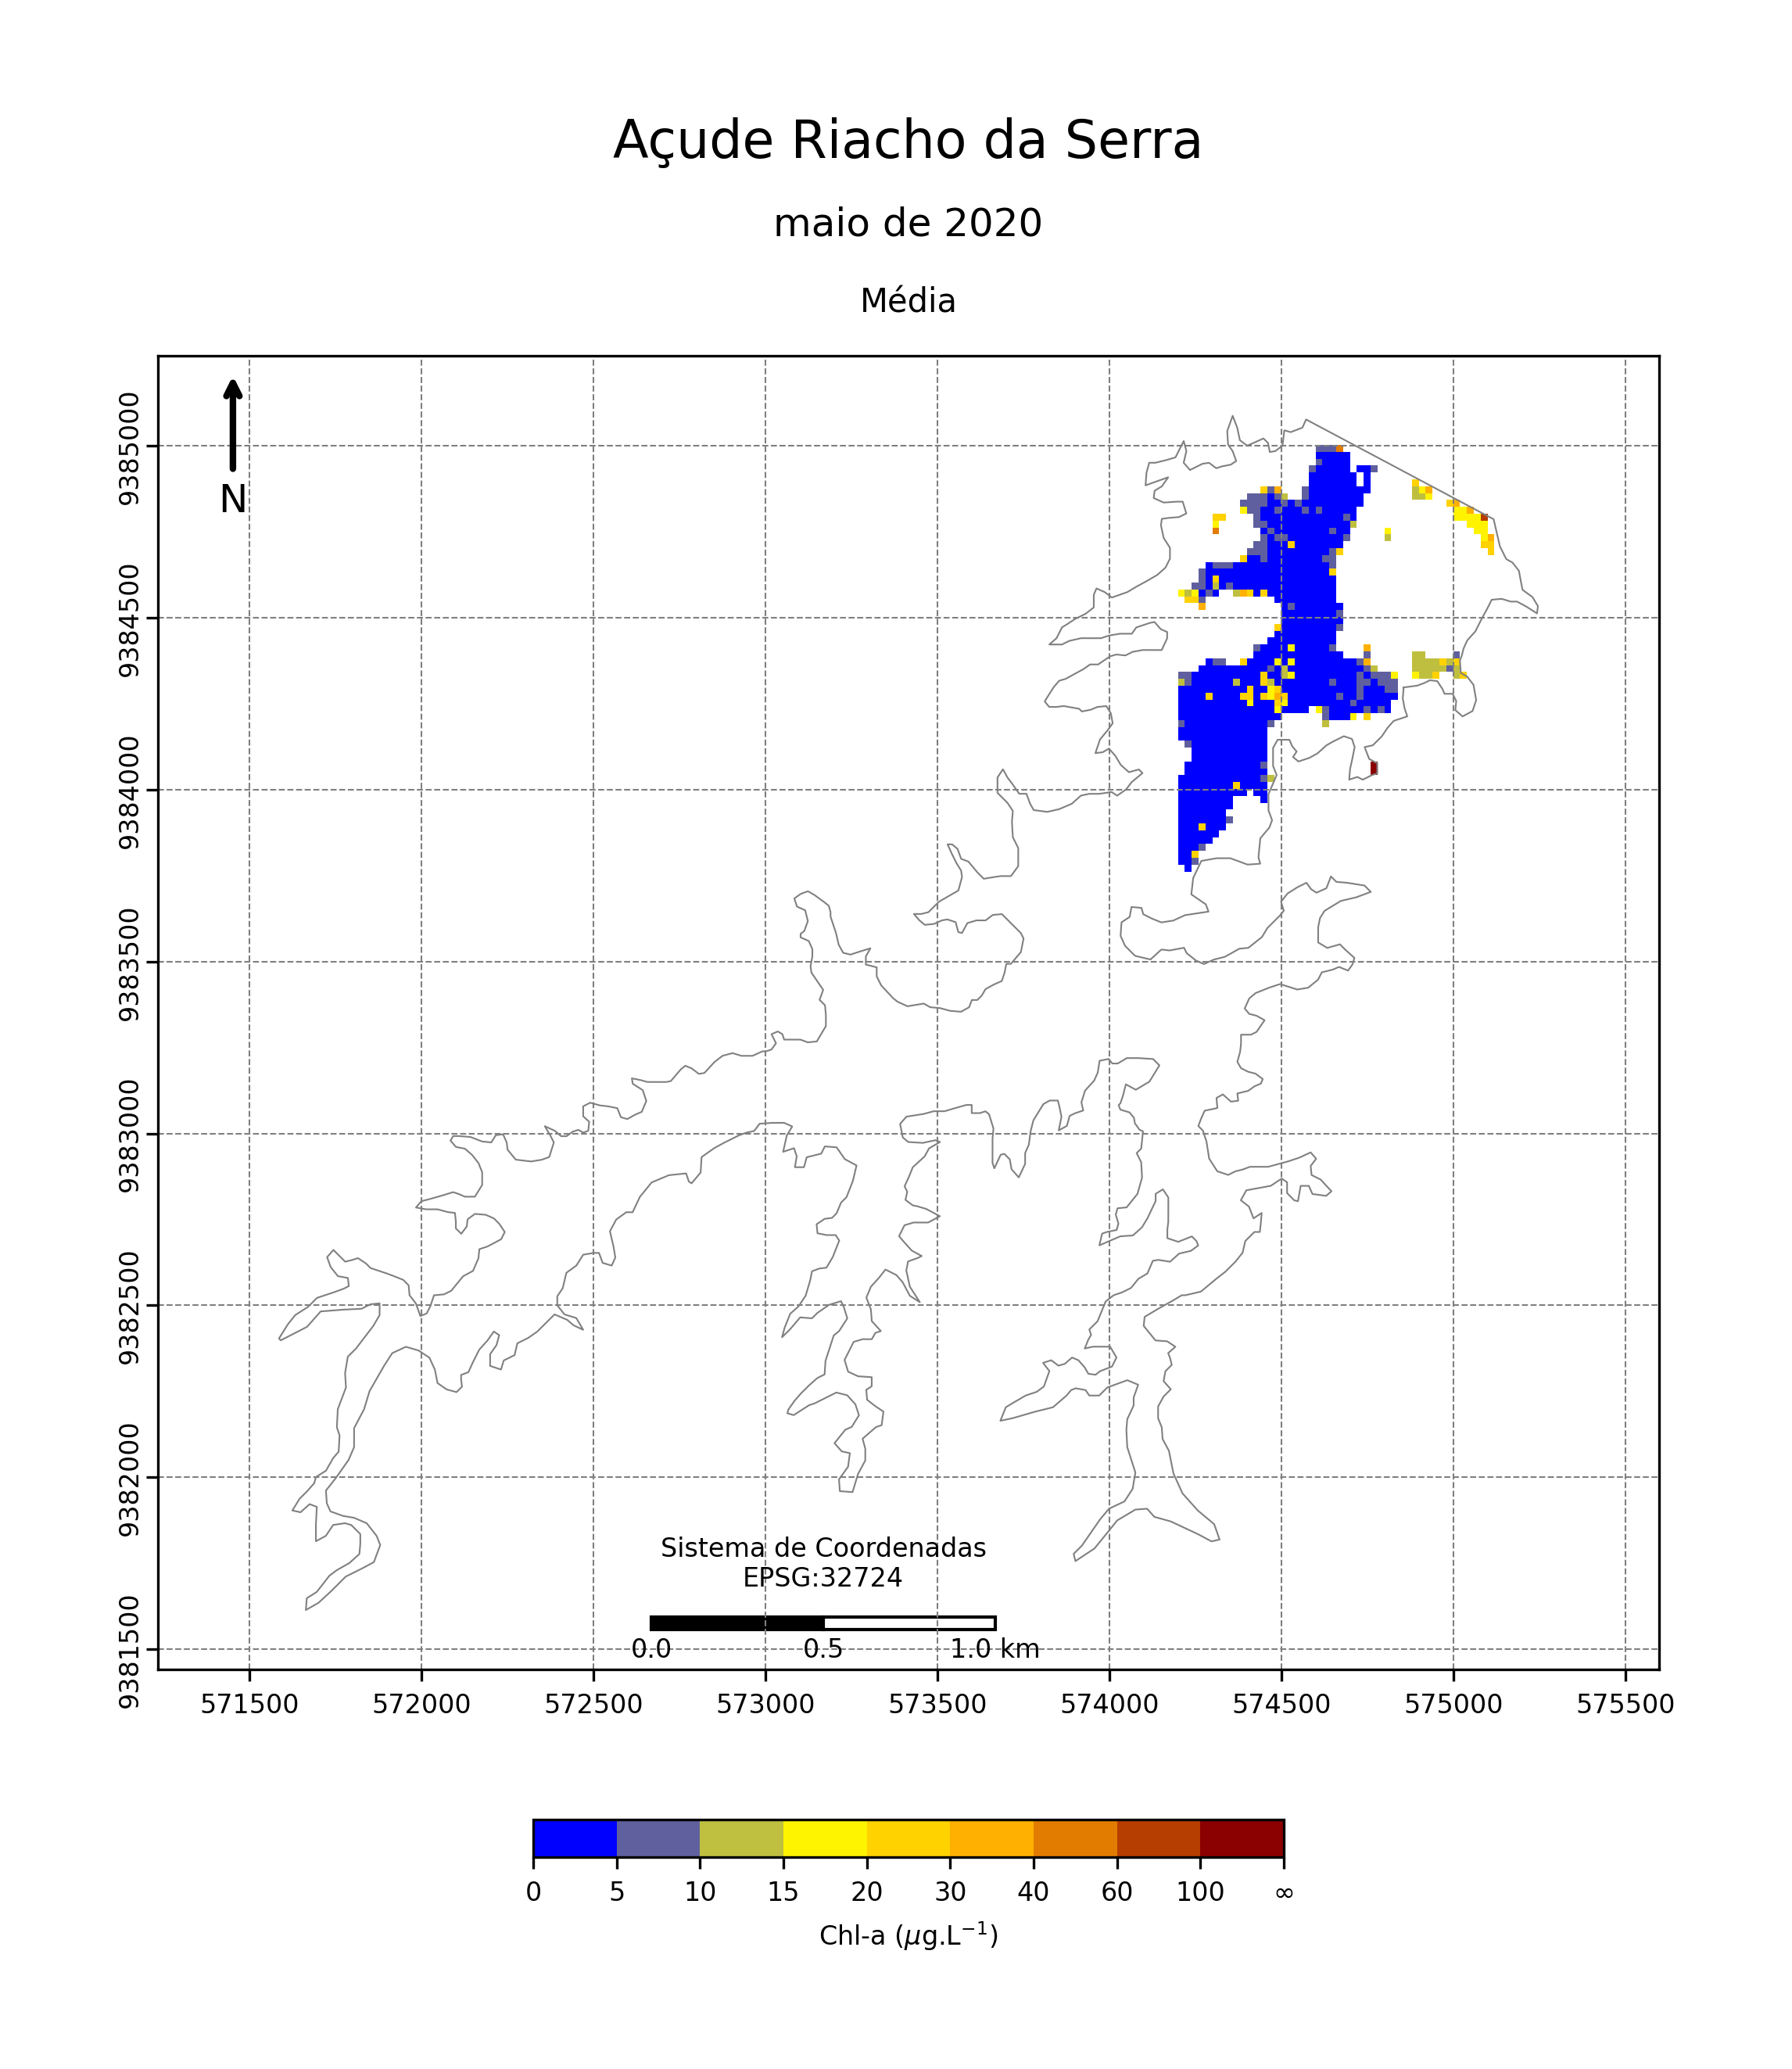 Açude Riacho da Serra
maio de 2020
Média
N
9385000
9384500
9384000
9383500
9383000
9382500
9382000
9381500
Sistema de Coordenadas
EPSG:32724
0.0 0.5 1.0 km
571500 572000 572500 573000 573500 574000 574500 575000 575500
0 5 10 15 20 30 40 60 100 ∞
Chl-a (μg.L⁻¹)